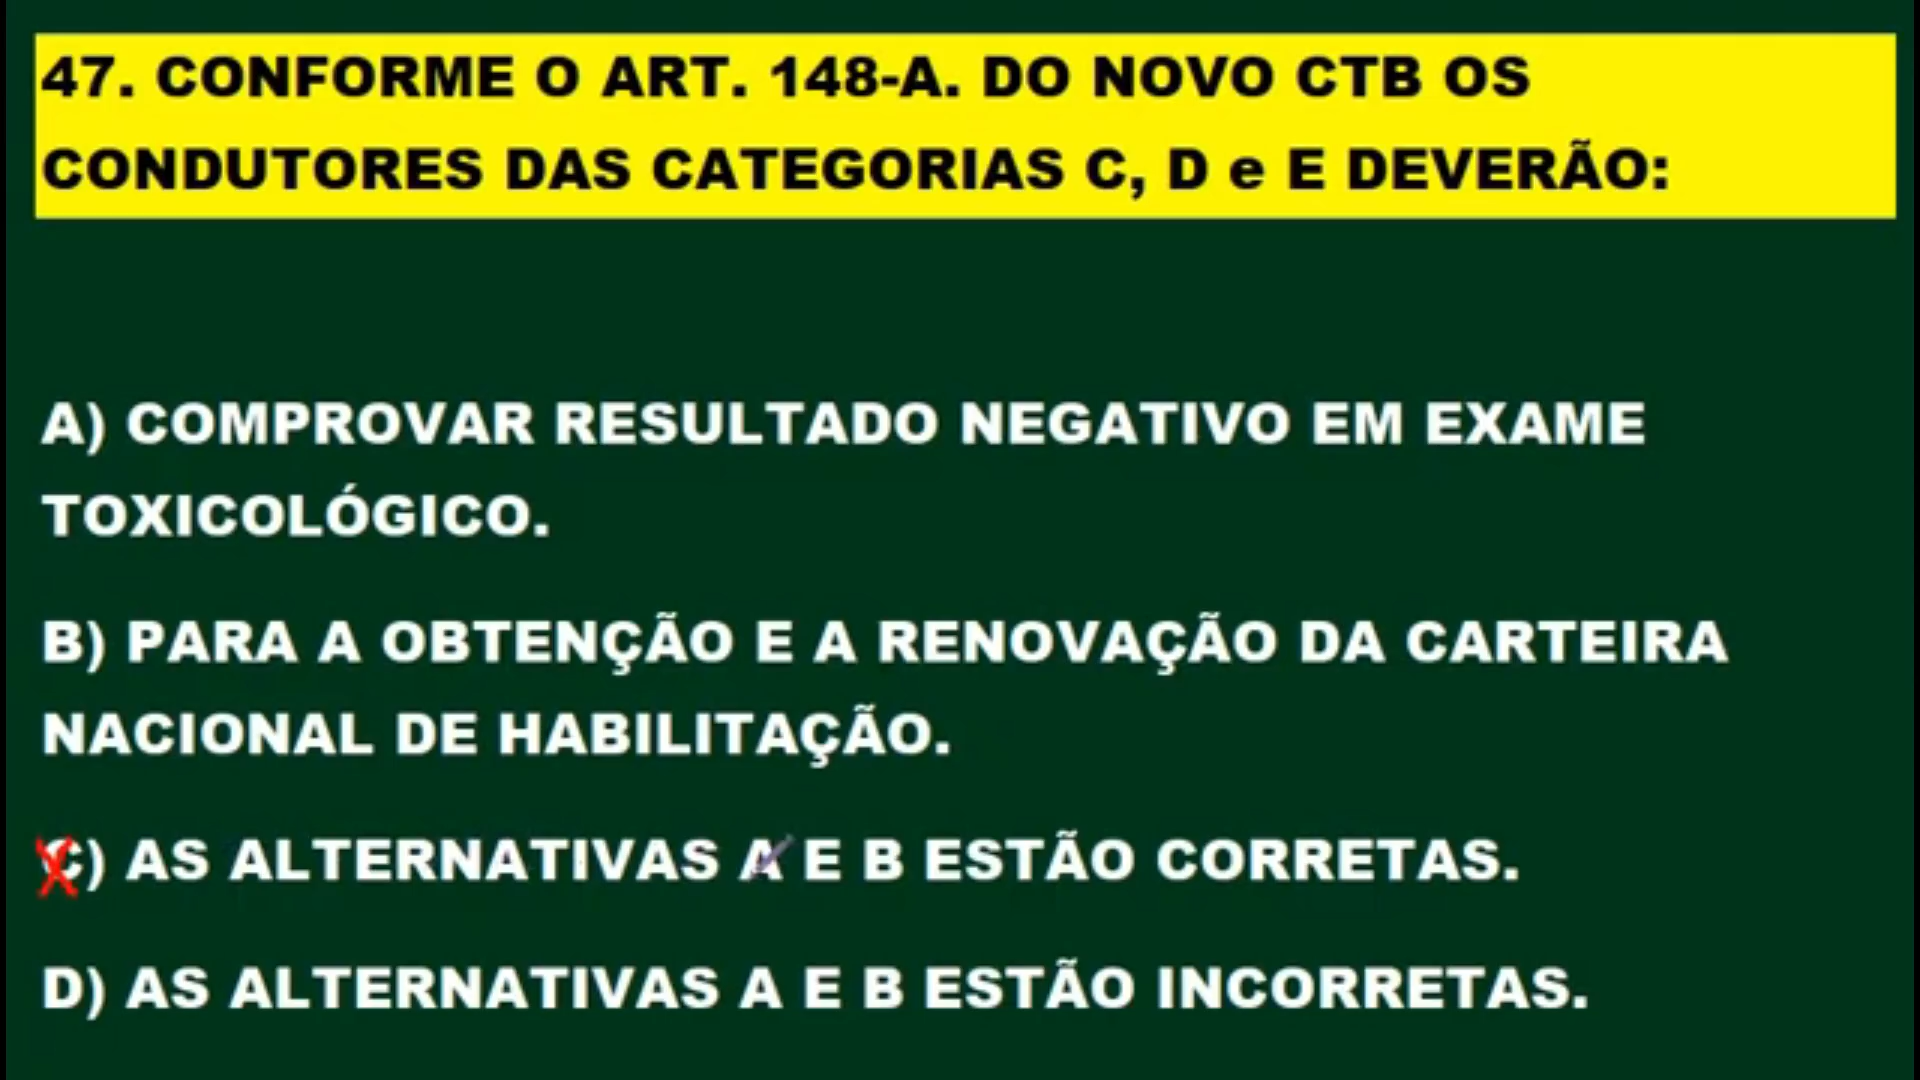 47. CONFORME O ART. 148-A. DO NOVO CTB OS
CONDUTORES DAS CATEGORIAS C, D e E DEVERÃO:
A) COMPROVAR RESULTADO NEGATIVO EM EXAME
TOXICOLÓGICO.
B) PARA A OBTENÇÃO E A RENOVAÇÃO DA CARTEIRA
NACIONAL DE HABILITAÇÃO.
C) AS ALTERNATIVAS A E B ESTÃO CORRETAS.
D) AS ALTERNATIVAS A E B ESTÃO INCORRETAS.